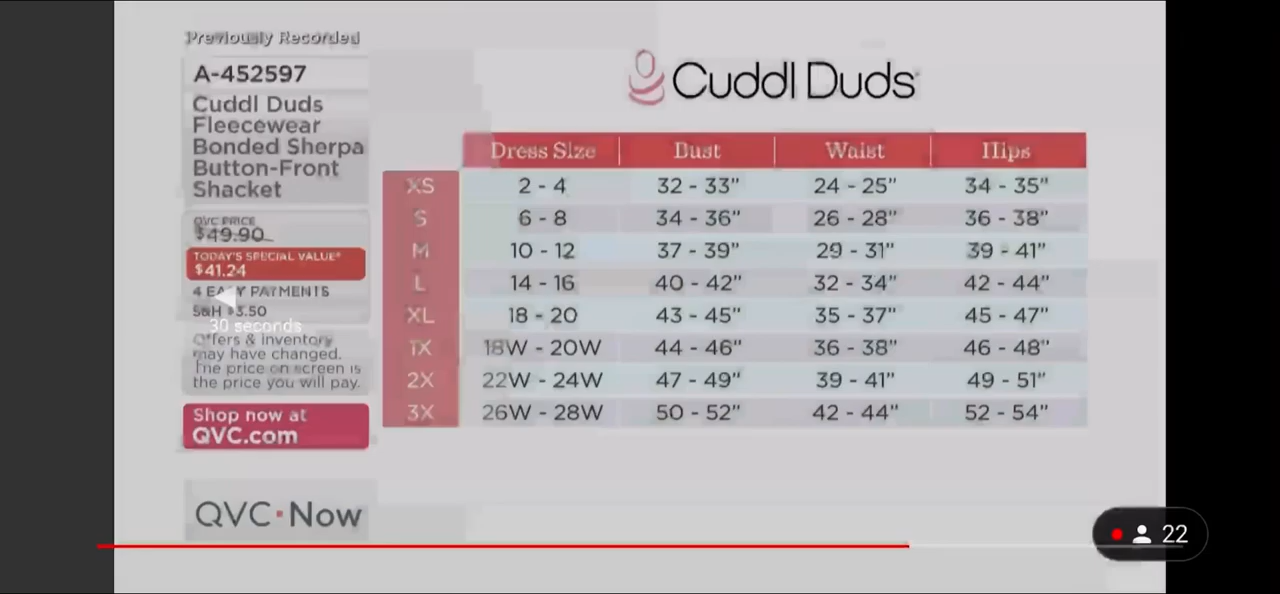 Previously Recorded
A-452597
Cuddl Duds
Fleecewear
Bonded Sherpa
Button-Front
Shacket
QVC PRICE
$49.90
TODAY'S SPECIAL VALUE®
$41.24
4 EASY PAYMENTS
S&H $3.50
30 seconds
Offers & inventory
may have changed.
The price on screen is
the price you will pay.
Shop now at
QVC.com
QVC•Now
Cuddl Duds
Dress Size Bust Waist Hips
XS 2 - 4 32 - 33" 24 - 25" 34 - 35"
S 6 - 8 34 - 36" 26 - 28" 36 - 38"
M 10 - 12 37 - 39" 29 - 31" 39 - 41"
L 14 - 16 40 - 42" 32 - 34" 42 - 44"
XL 18 - 20 43 - 45" 35 - 37" 45 - 47"
1X 18W - 20W 44 - 46" 36 - 38" 46 - 48"
2X 22W - 24W 47 - 49" 39 - 41" 49 - 51"
3X 26W - 28W 50 - 52" 42 - 44" 52 - 54"
22